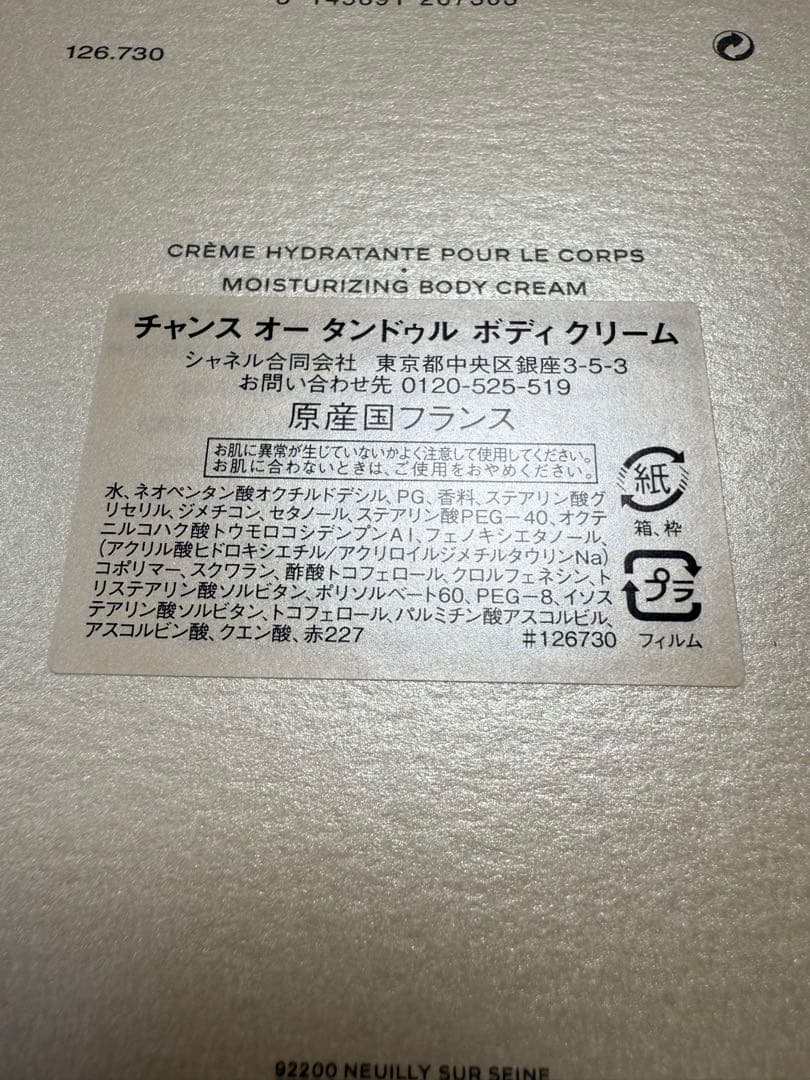 126.730
CRÈME HYDRATANTE POUR LE CORPS
MOISTURIZING BODY CREAM
チャンス オー タンドゥル ボディ クリーム
シャネル合同会社 東京都中央区銀座3-5-3
お問い合わせ先 0120-525-519
原産国フランス
お肌に異常が生じていないかよく注意して使用してください。
お肌に合わないときは、ご使用をおやめください。
水、ネオペンタン酸オクチルドデシル、PG、香料、ステアリン酸グ
リセリル、ジメチコン、セタノール、ステアリン酸PEG－40、オクテ
ニルコハク酸トウモロコシデンプンAl、フェノキシエタノール、
(アクリル酸ヒドロキシエチル/アクリロイルジメチルタウリンNa)
コポリマー、スクワラン、酢酸トコフェロール、クロルフェネシン、ト
リステアリン酸ソルビタン、ポリソルベート60、PEG－8、イソス
テアリン酸ソルビタン、トコフェロール、パルミチン酸アスコルビル、
アスコルビン酸、クエン酸、赤227 #126730
紙
箱、枠
プラ
フィルム
92200 NEUILLY SUR SEINE